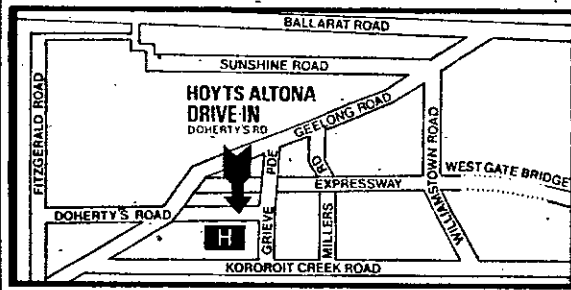 BALLARAT ROAD
SUNSHINE ROAD
FITZGERALD ROAD
HOYTS ALTONA
DRIVE-IN
DOHERTY'S RD
GEELONG ROAD
WILLIAMSTOWN ROAD
WEST GATE BRIDGE
GRIEVE PDE
MILLERS RD
EXPRESSWAY
DOHERTY'S ROAD
H
KOROROIT CREEK ROAD